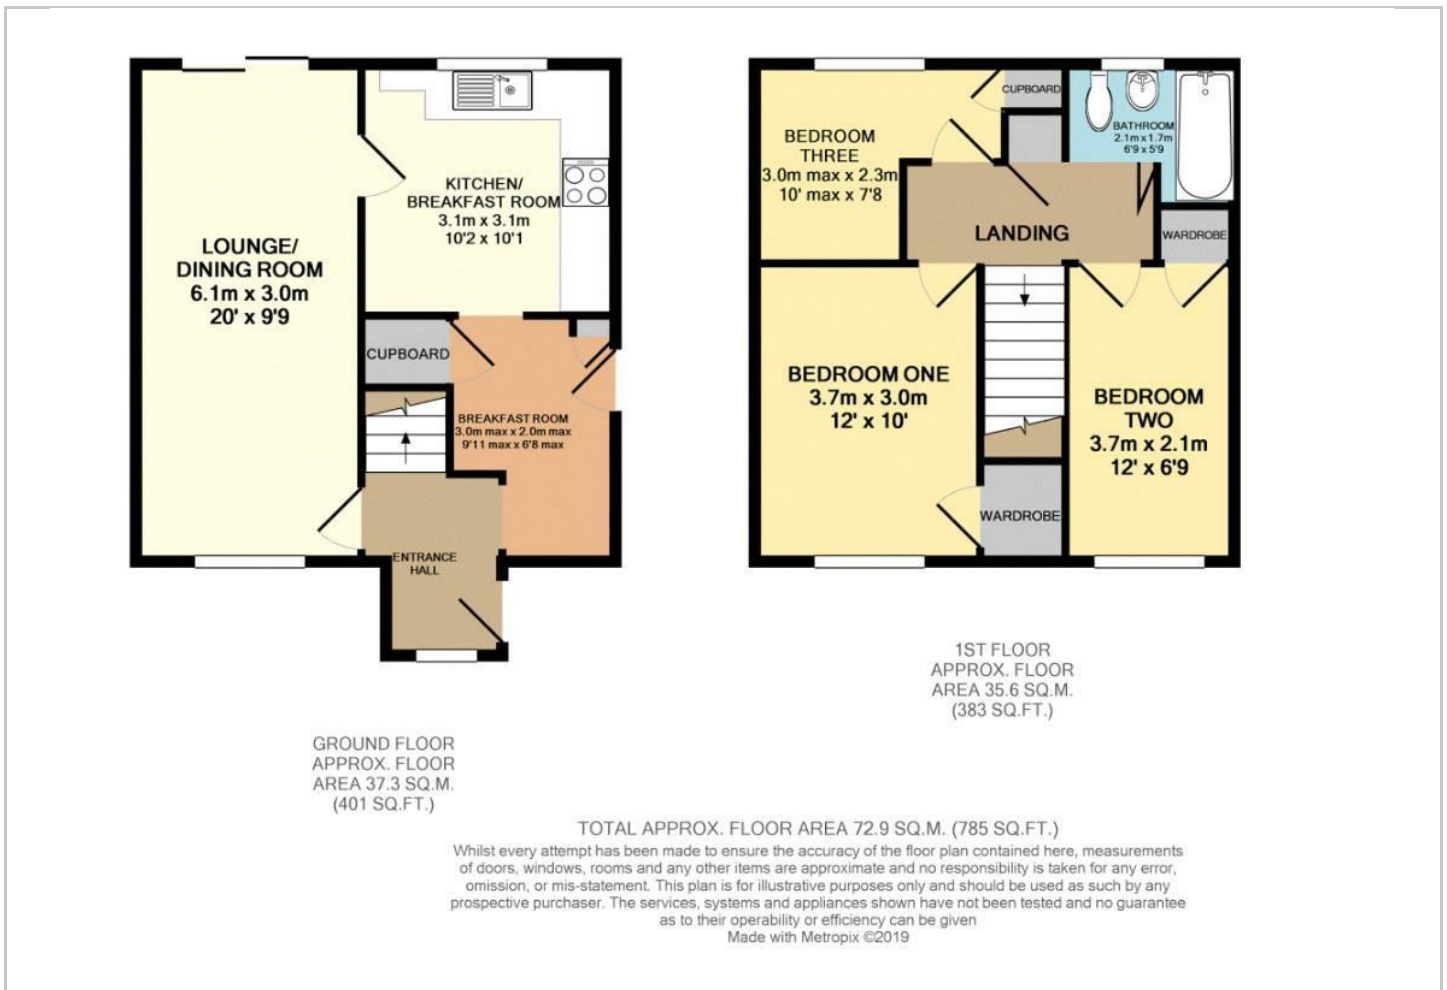 LOUNGE/
DINING ROOM
6.1m x 3.0m
20' x 9'9
KITCHEN/
BREAKFAST ROOM
3.1m x 3.1m
10'2 x 10'1
CUPBOARD
BREAKFAST ROOM
3.0m max x 2.0m max
9'11 max x 6'8 max
ENTRANCE
HALL
GROUND FLOOR
APPROX. FLOOR
AREA 37.3 SQ.M.
(401 SQ.FT.)
BEDROOM
THREE
3.0m max x 2.3m
10' max x 7'8
CUPBOARD
BATHROOM
2.1m x 1.7m
6'9 x 5'9
LANDING
WARDROBE
BEDROOM ONE
3.7m x 3.0m
12' x 10'
BEDROOM
TWO
3.7m x 2.1m
12' x 6'9
WARDROBE
1ST FLOOR
APPROX. FLOOR
AREA 35.6 SQ.M.
(383 SQ.FT.)
TOTAL APPROX. FLOOR AREA 72.9 SQ.M. (785 SQ.FT.)
Whilst every attempt has been made to ensure the accuracy of the floor plan contained here, measurements
of doors, windows, rooms and any other items are approximate and no responsibility is taken for any error,
omission, or mis-statement. This plan is for illustrative purposes only and should be used as such by any
prospective purchaser. The services, systems and appliances shown have not been tested and no guarantee
as to their operability or efficiency can be given
Made with Metropix ©2019